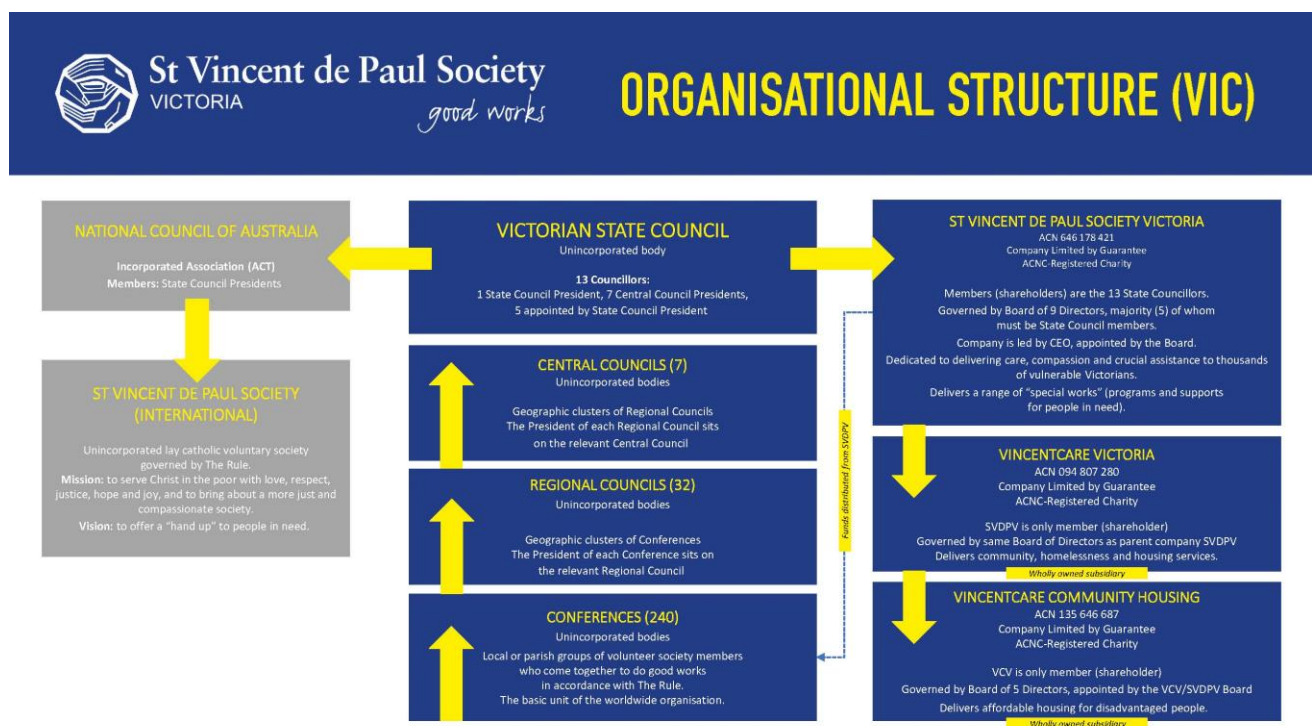 St Vincent de Paul Society
VICTORIA
good works
ORGANISATIONAL STRUCTURE (VIC)
NATIONAL COUNCIL OF AUSTRALIA
Incorporated Association (ACT)
Members: State Council Presidents
ST VINCENT DE PAUL SOCIETY
(INTERNATIONAL)
Unincorporated lay catholic voluntary society
governed by The Rule.
Mission: to serve Christ in the poor with love, respect,
justice, hope and joy, and to bring about a more just and
compassionate society.
Vision: to offer a “hand up” to people in need.
VICTORIAN STATE COUNCIL
Unincorporated body
13 Councillors:
1 State Council President, 7 Central Council Presidents,
5 appointed by State Council President
CENTRAL COUNCILS (7)
Unincorporated bodies
Geographic clusters of Regional Councils
The President of each Regional Council sits
on the relevant Central Council
REGIONAL COUNCILS (32)
Unincorporated bodies
Geographic clusters of Conferences
The President of each Conference sits on
the relevant Regional Council
CONFERENCES (240)
Unincorporated bodies
Local or parish groups of volunteer society members
who come together to do good works
in accordance with The Rule.
The basic unit of the worldwide organisation.
Funds distributed from SVDPV
ST VINCENT DE PAUL SOCIETY VICTORIA
ACN 646 178 421
Company Limited by Guarantee
ACNC-Registered Charity
Members (shareholders) are the 13 State Councillors.
Governed by Board of 9 Directors, majority (5) of whom
must be State Council members.
Company is led by CEO, appointed by the Board.
Dedicated to delivering care, compassion and crucial assistance to thousands
of vulnerable Victorians.
Delivers a range of “special works” (programs and supports
for people in need).
VINCENTCARE VICTORIA
ACN 094 807 280
Company Limited by Guarantee
ACNC-Registered Charity
SVDPV is only member (shareholder)
Governed by same Board of Directors as parent company SVDPV
Delivers community, homelessness and housing services.
Wholly owned subsidiary
VINCENTCARE COMMUNITY HOUSING
ACN 135 646 687
Company Limited by Guarantee
ACNC-Registered Charity
VCV is only member (shareholder)
Governed by Board of 5 Directors, appointed by the VCV/SVDPV Board
Delivers affordable housing for disadvantaged people.
Wholly owned subsidiary